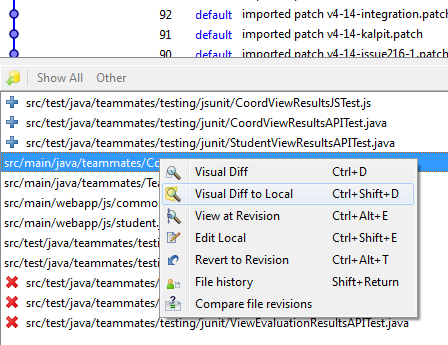 92 default imported patch v4-14-integration.patch
91 default imported patch v4-14-kalpit.patch
90 default imported patch v4-14-issue216-1.patch
Show All Other
src/test/java/teammates/testing/jsunit/CoordViewResultsJSTest.js
src/test/java/teammates/testing/junit/CoordViewResultsAPITest.java
src/test/java/teammates/testing/junit/StudentViewResultsAPITest.java
src/main/java/teammates/Co
Visual Diff Ctrl+D
src/main/java/teammates/Tea
Visual Diff to Local Ctrl+Shift+D
src/main/webapp/js/commo
View at Revision Ctrl+Alt+E
src/main/webapp/js/student.
Edit Local Ctrl+Shift+E
src/test/java/teammates/testi
Revert to Revision Ctrl+Alt+T
src/test/java/teammates/testi
File history Shift+Return
src/test/java/teammates/
Compare file revisions
src/test/java/teammates/
src/test/java/teammates/testing/junit/ViewEvaluationResultsAPITest.java